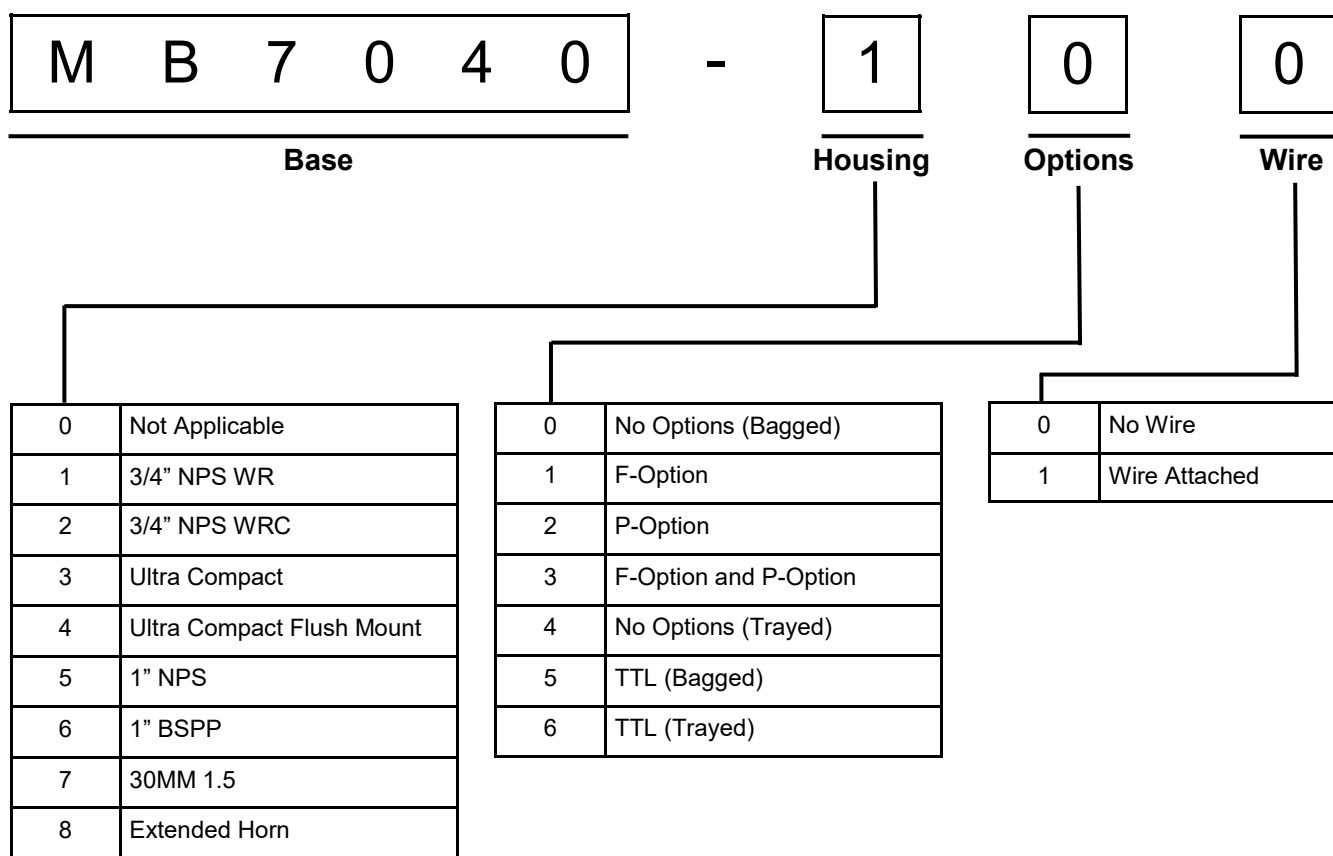 M B 7 0 4 0 - 1 0 0
Base Housing Options Wire
0 Not Applicable
1 3/4” NPS WR
2 3/4” NPS WRC
3 Ultra Compact
4 Ultra Compact Flush Mount
5 1” NPS
6 1” BSPP
7 30MM 1.5
8 Extended Horn
0 No Options (Bagged)
1 F-Option
2 P-Option
3 F-Option and P-Option
4 No Options (Trayed)
5 TTL (Bagged)
6 TTL (Trayed)
0 No Wire
1 Wire Attached